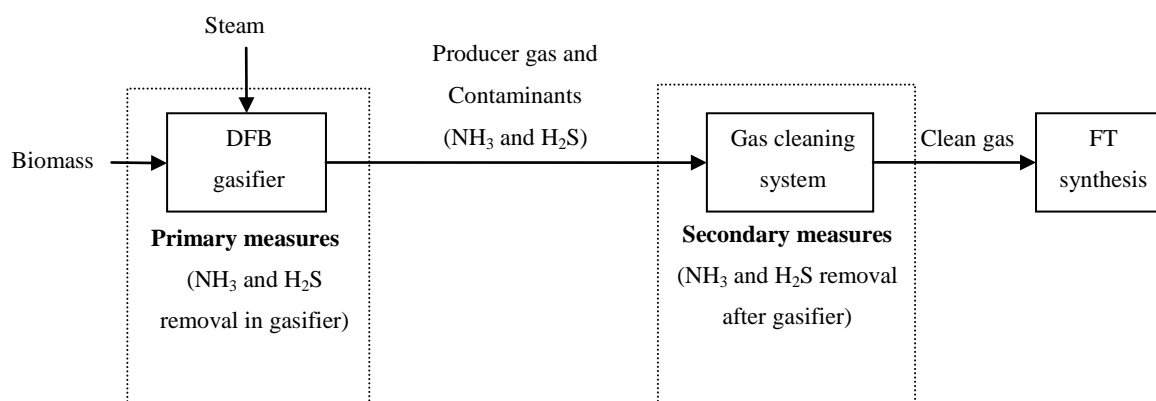 Steam
Producer gas and
Contaminants
(NH₃ and H₂S)
Biomass
DFB
gasifier
Gas cleaning
system
Clean gas
FT
synthesis
Primary measures
(NH₃ and H₂S
removal in gasifier)
Secondary measures
(NH₃ and H₂S removal
after gasifier)